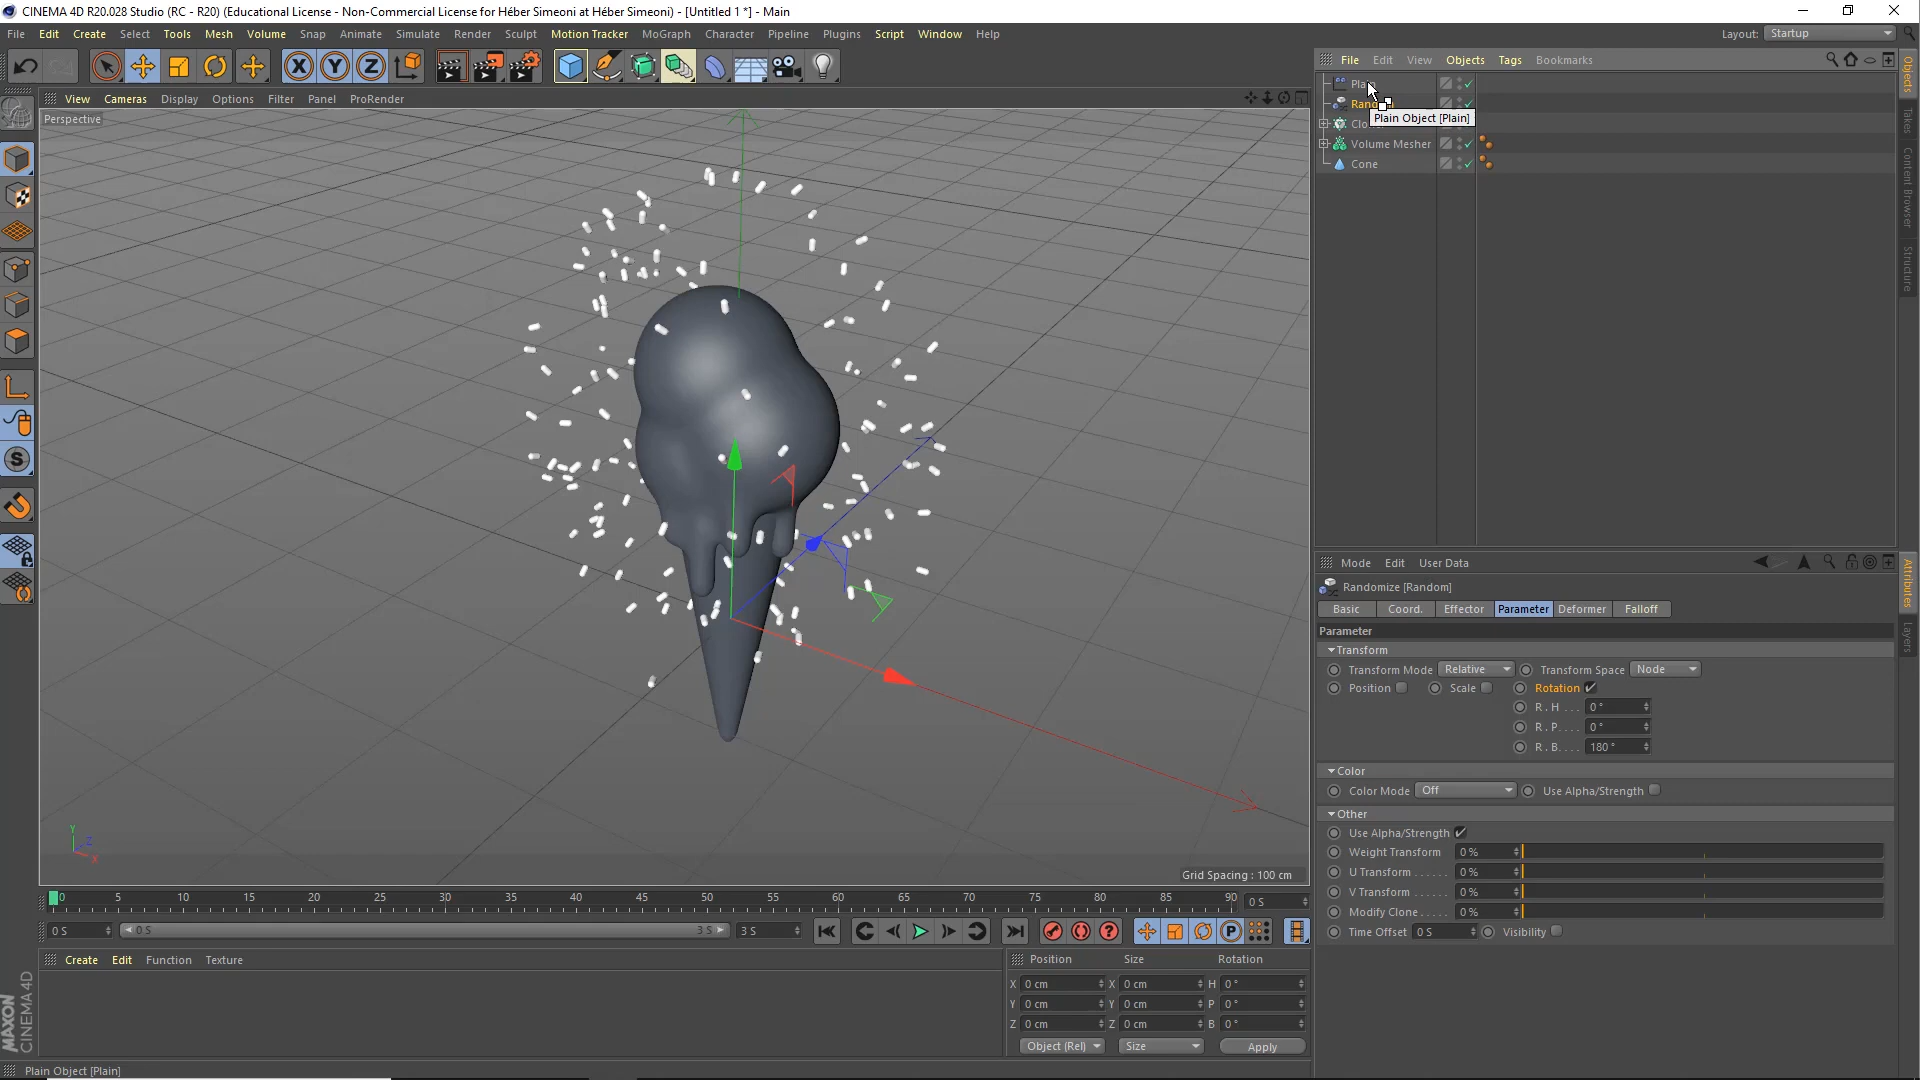 CINEMA 4D R20.028 Studio (RC - R20) (Educational License - Non-Commercial License for Héber Simeoni at Héber Simeoni) - [Untitled 1 *] - Main
File Edit Create Select Tools Mesh Volume Snap Animate Simulate Render Sculpt Motion Tracker MoGraph Character Pipeline Plugins Script Window Help
Layout: Startup
X Y Z
File Edit View Objects Tags Bookmarks
View Cameras Display Options Filter Panel ProRender
Perspective
Plain Object [Plain]
Volume Mesher
Cone
Objects
Takes
Content Browser
Structure
Mode Edit User Data
Randomize [Random]
Basic Coord. Effector Parameter Deformer Falloff
Parameter
Transform
Transform Mode Relative Transform Space Node
Position Scale Rotation
R . H . . . 0 °
R . P . . . . 0 °
R . B . . . . 180 °
Color
Color Mode Off Use Alpha/Strength
Other
Use Alpha/Strength
Weight Transform 0 %
U Transform . . . . . . 0 %
V Transform . . . . . . 0 %
Modify Clone . . . . . 0 %
Time Offset 0 S Visibility
Attributes
Layers
Y
Z
X
Grid Spacing : 100 cm
0 5 10 15 20 25 30 35 40 45 50 55 60 65 70 75 80 85 90 0 S
0 S 0 S 3 S 3 S
Create Edit Function Texture
Position Size Rotation
X 0 cm X 0 cm H 0 °
Y 0 cm Y 0 cm P 0 °
Z 0 cm Z 0 cm B 0 °
Object (Rel) Size Apply
MAXON
CINEMA 4D
Plain Object [Plain]